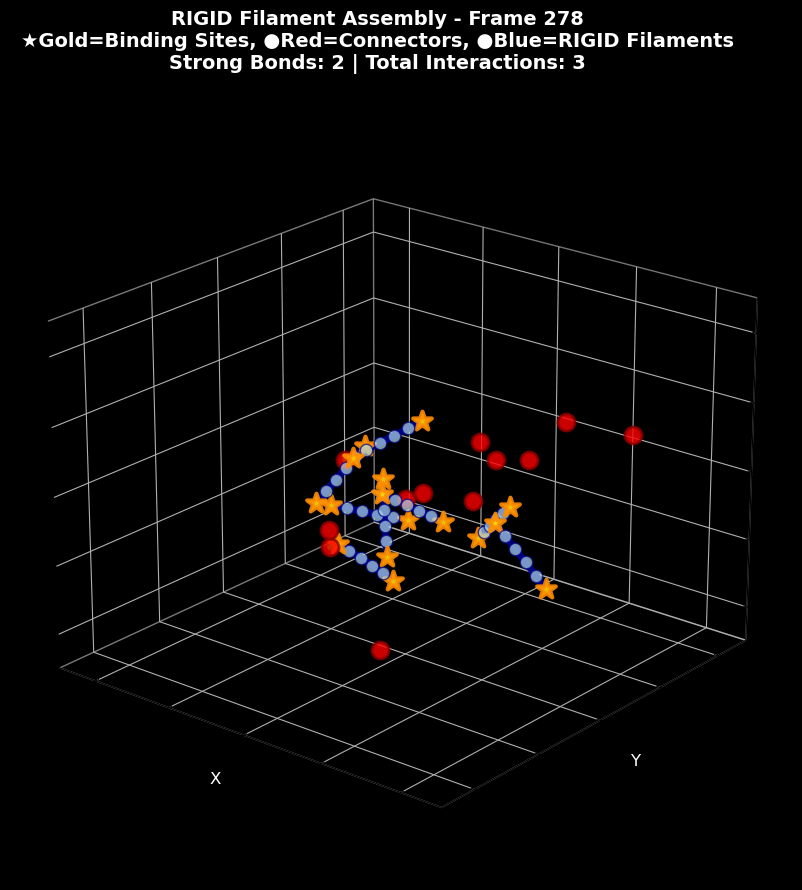 RIGID Filament Assembly - Frame 278
★Gold=Binding Sites, ●Red=Connectors, ●Blue=RIGID Filaments
Strong Bonds: 2 | Total Interactions: 3
Y
X